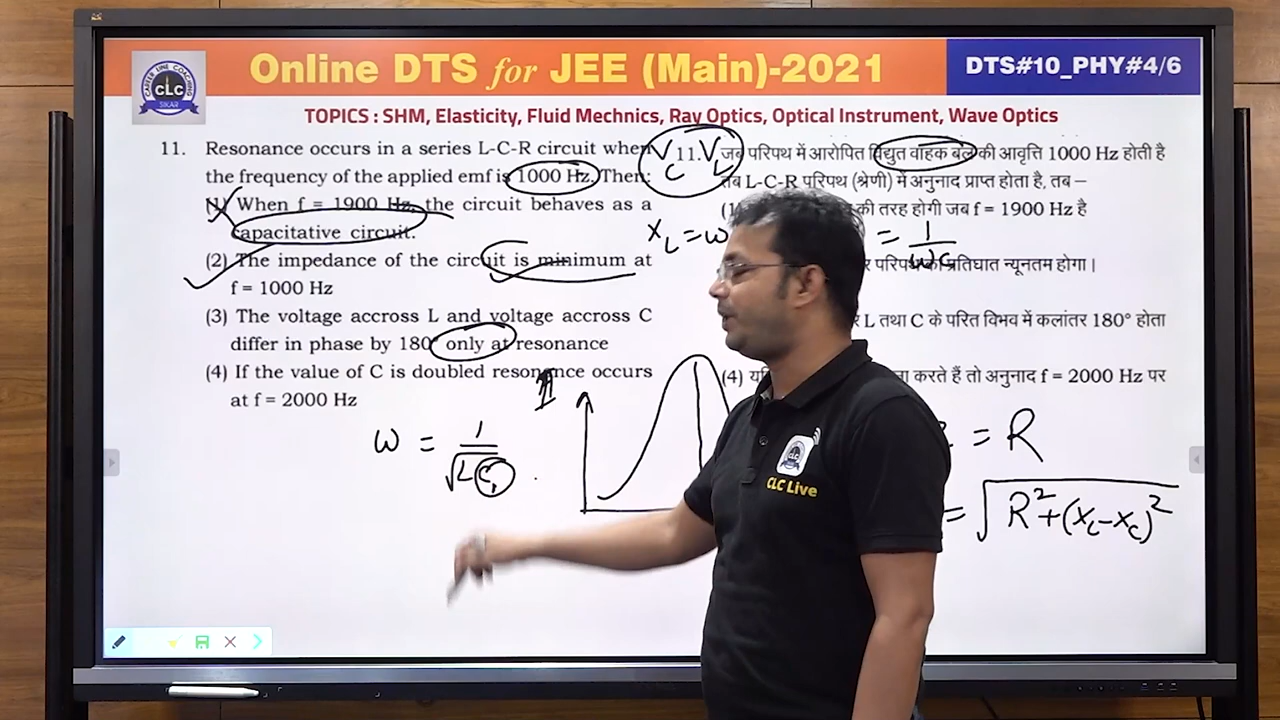 CAREER LINE COACHING
CLC
SIKAR
Online DTS for JEE (Main)-2021
DTS#10_PHY#4/6
TOPICS : SHM, Elasticity, Fluid Mechnics, Ray Optics, Optical Instrument, Wave Optics
11. Resonance occurs in a series L-C-R circuit when
the frequency of the applied emf is 1000 Hz. Then:
(1) When f = 1900 Hz, the circuit behaves as a
capacitative circuit.
(2) The impedance of the circuit is minimum at
f = 1000 Hz
(3) The voltage accross L and voltage accross C
differ in phase by 180° only at resonance
(4) If the value of C is doubled resonance occurs
at f = 2000 Hz
11. जब परिपथ में आरोपित विद्युत वाहक बल की आवृत्ति 1000 Hz होती है
तब L-C-R परिपथ (श्रेणी) में अनुनाद प्राप्त होता है, तब –
(1) की तरह होगी जब f = 1900 Hz है
प्रतिघात न्यूनतम होगा।
L तथा C के परित विभव में कलांतर 180° होता
(4) करते हैं तो अनुनाद f = 2000 Hz पर
V_C V_L
X_L = ω
= 1/ωC
I
ω = 1/√LC
= R
= √R²+(X_L-X_C)²
CLC
CLC Live